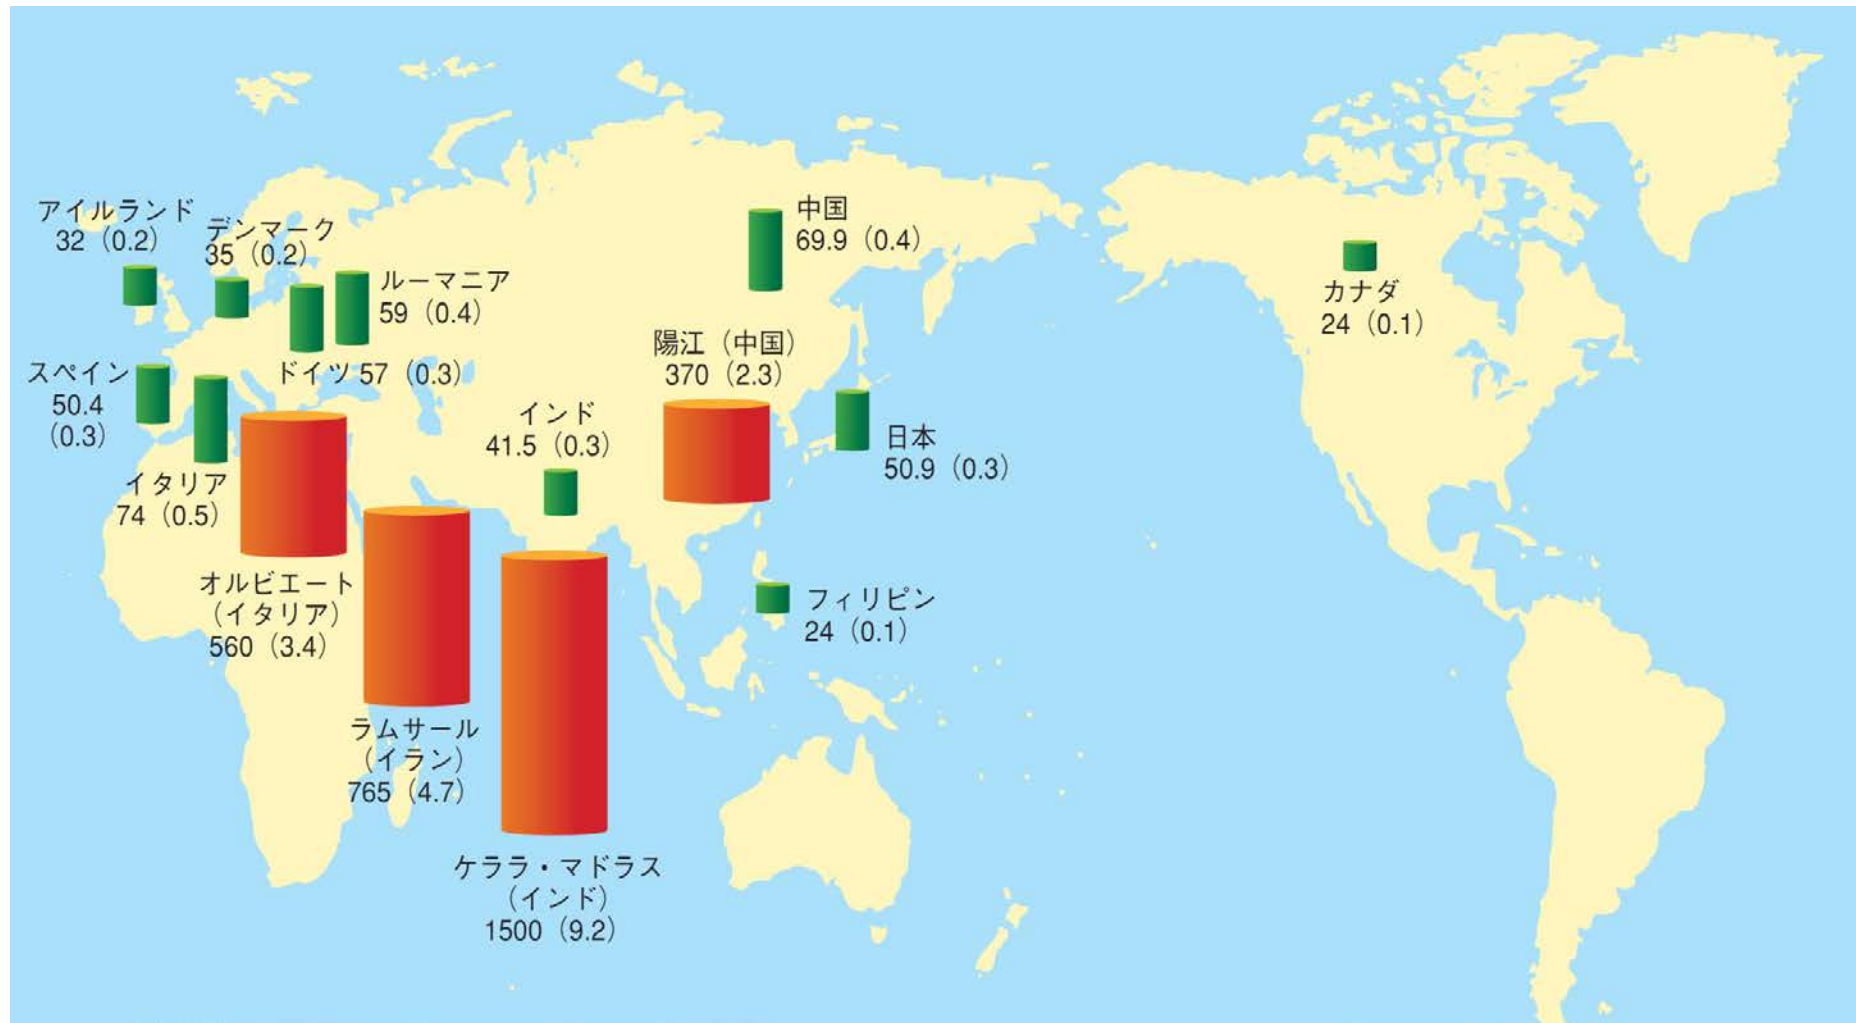 アイルランド
32（0.2）
デンマーク
35（0.2）
ルーマニア
59（0.4）
ドイツ 57（0.3）
スペイン
50.4
（0.3）
イタリア
74（0.5）
オルビエート
（イタリア）
560（3.4）
ラムサール
（イラン）
765（4.7）
インド
41.5（0.3）
ケララ・マドラス
（インド）
1500（9.2）
中国
69.9（0.4）
陽江（中国）
370（2.3）
日本
50.9（0.3）
フィリピン
24（0.1）
カナダ
24（0.1）